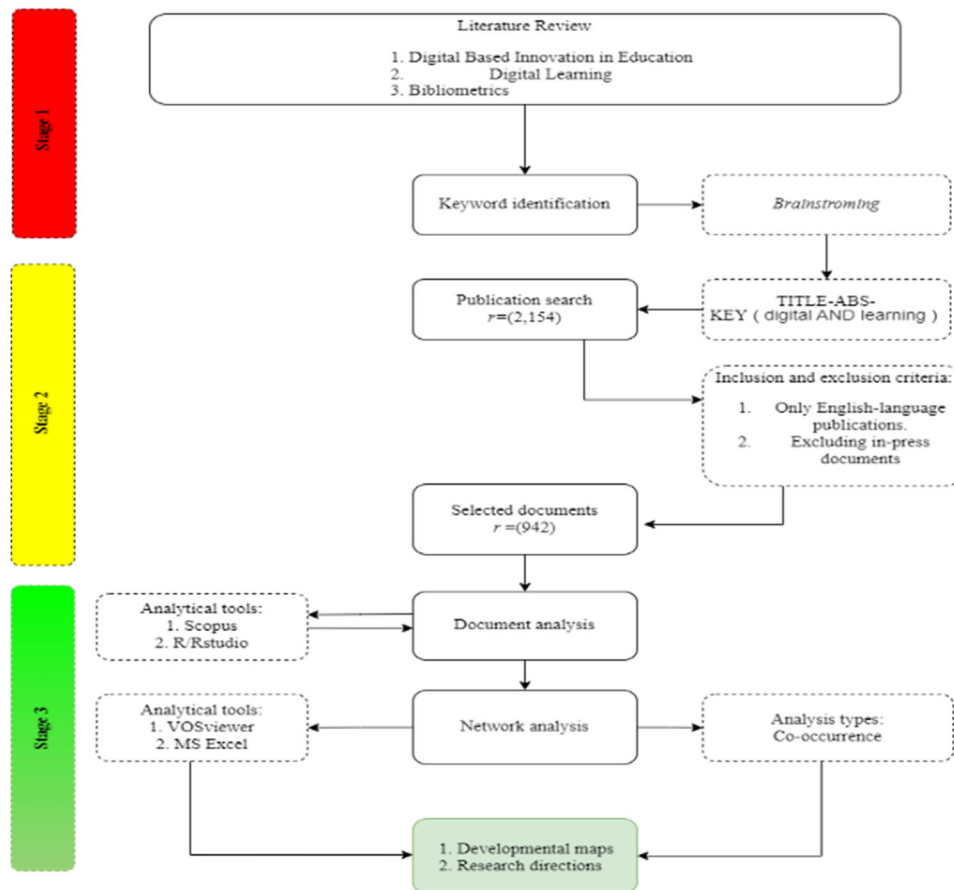 Stage 1
Literature Review
1. Digital Based Innovation in Education
2. Digital Learning
3. Bibliometrics
Keyword identification
Brainstroming
Stage 2
Publication search
r=(2,154)
TITLE-ABS-
KEY ( digital AND learning )
Inclusion and exclusion criteria:
1. Only English-language
publications.
2. Excluding in-press
documents
Selected documents
r =(942)
Stage 3
Analytical tools:
1. Scopus
2. R/Rstudio
Document analysis
Analytical tools:
1. VOSviewer
2. MS Excel
Network analysis
Analysis types:
Co-occurrence
1. Developmental maps
2. Research directions